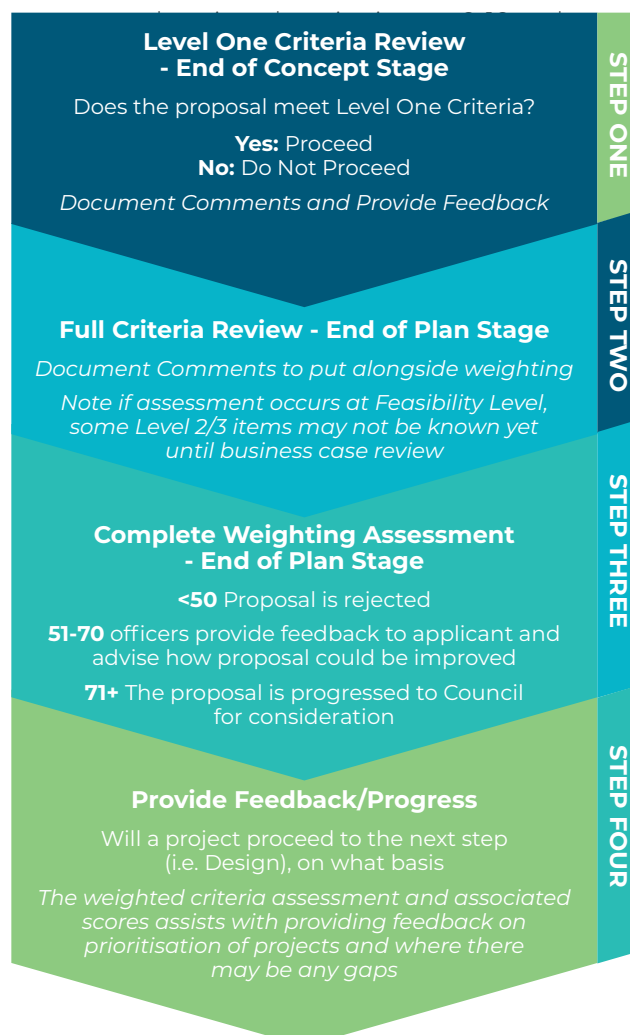 Level One Criteria Review
- End of Concept Stage
Does the proposal meet Level One Criteria?
Yes: Proceed
No: Do Not Proceed
Document Comments and Provide Feedback
STEP ONE
Full Criteria Review - End of Plan Stage
Document Comments to put alongside weighting
Note if assessment occurs at Feasibility Level,
some Level 2/3 items may not be known yet
until business case review
STEP TWO
Complete Weighting Assessment
- End of Plan Stage
<50 Proposal is rejected
51-70 officers provide feedback to applicant and
advise how proposal could be improved
71+ The proposal is progressed to Council
for consideration
STEP THREE
Provide Feedback/Progress
Will a project proceed to the next step
(i.e. Design), on what basis
The weighted criteria assessment and associated
scores assists with providing feedback on
prioritisation of projects and where there
may be any gaps
STEP FOUR